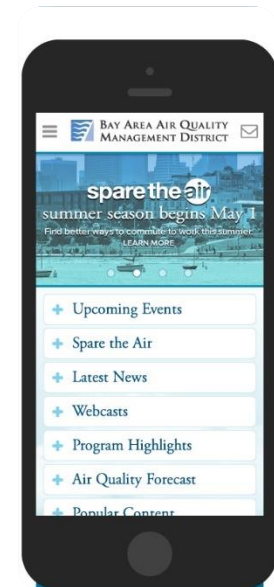 BAY AREA AIR QUALITY
MANAGEMENT DISTRICT
spare the air
summer season begins May 1
Find better ways to commute to work this summer.
LEARN MORE
+ Upcoming Events
+ Spare the Air
+ Latest News
+ Webcasts
+ Program Highlights
+ Air Quality Forecast
+ Popular Content